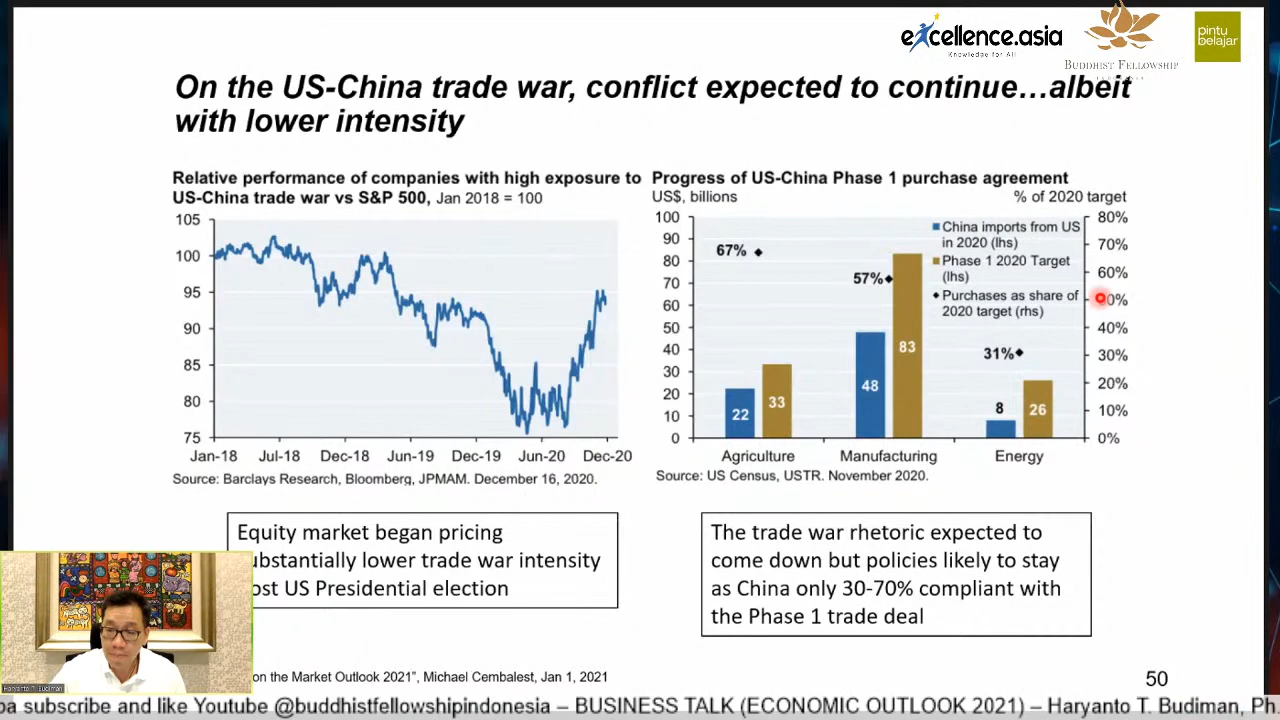 excellence.asia
Knowledge for All
BUDDHIST FELLOWSHIP
pintu
belajar
On the US-China trade war, conflict expected to continue…albeit
with lower intensity
Relative performance of companies with high exposure to
US-China trade war vs S&P 500, Jan 2018 = 100
105
100
95
90
85
80
75
Jan-18 Jul-18 Dec-18 Jun-19 Dec-19 Jun-20 Dec-20
Source: Barclays Research, Bloomberg, JPMAM. December 16, 2020.
Progress of US-China Phase 1 purchase agreement
US$, billions % of 2020 target
100
90
80
70
60
50
40
30
20
10
0
80%
70%
60%
0%
40%
30%
20%
10%
0%
China imports from US
in 2020 (lhs)
Phase 1 2020 Target
(lhs)
Purchases as share of
2020 target (rhs)
67%
57%
31%
22 33
48 83
8 26
Agriculture Manufacturing Energy
Source: US Census, USTR. November 2020.
Equity market began pricing
ubstantially lower trade war intensity
ost US Presidential election
The trade war rhetoric expected to
come down but policies likely to stay
as China only 30-70% compliant with
the Phase 1 trade deal
on the Market Outlook 2021”, Michael Cembalest, Jan 1, 2021
50
Haryanto T. Budiman
pa subscribe and like Youtube @buddhistfellowshipindonesia – BUSINESS TALK (ECONOMIC OUTLOOK 2021) – Haryanto T. Budiman, Ph.